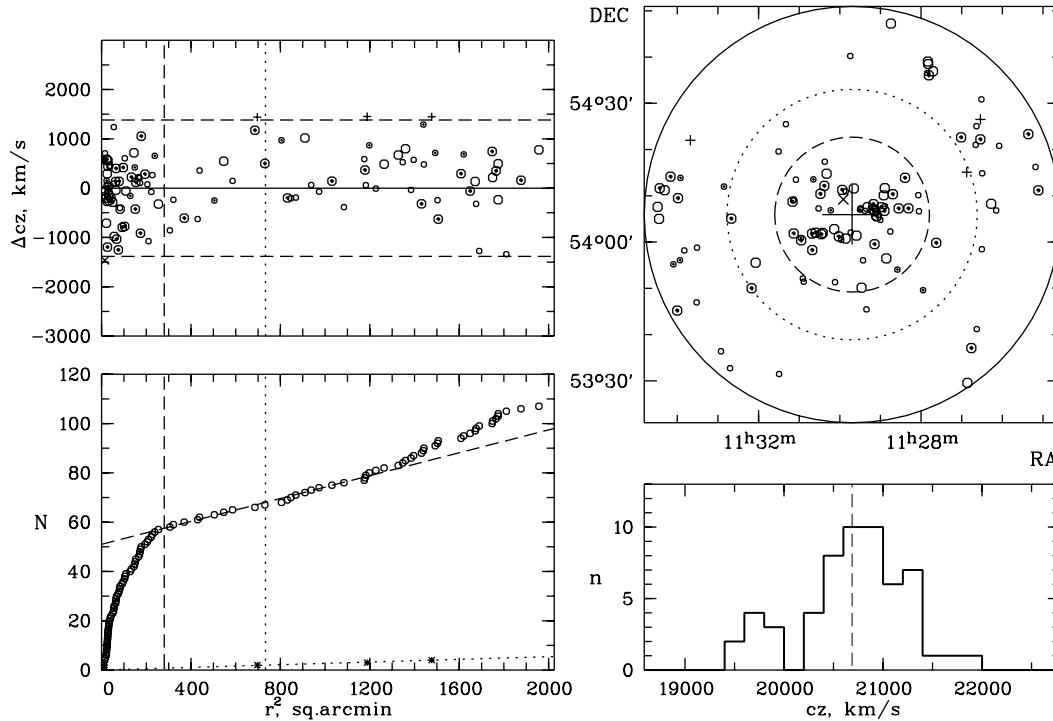 Δcz, km/s
2000
1000
0
−1000
−2000
−3000
120
100
80
60
40
20
0
N
0 400 800 1200 1600 2000
r,² sq.arcmin
DEC
54°30'
54°00'
53°30'
11ʰ32ᵐ 11ʰ28ᵐ
RA
10
5
0
n
19000 20000 21000 22000
cz, km/s